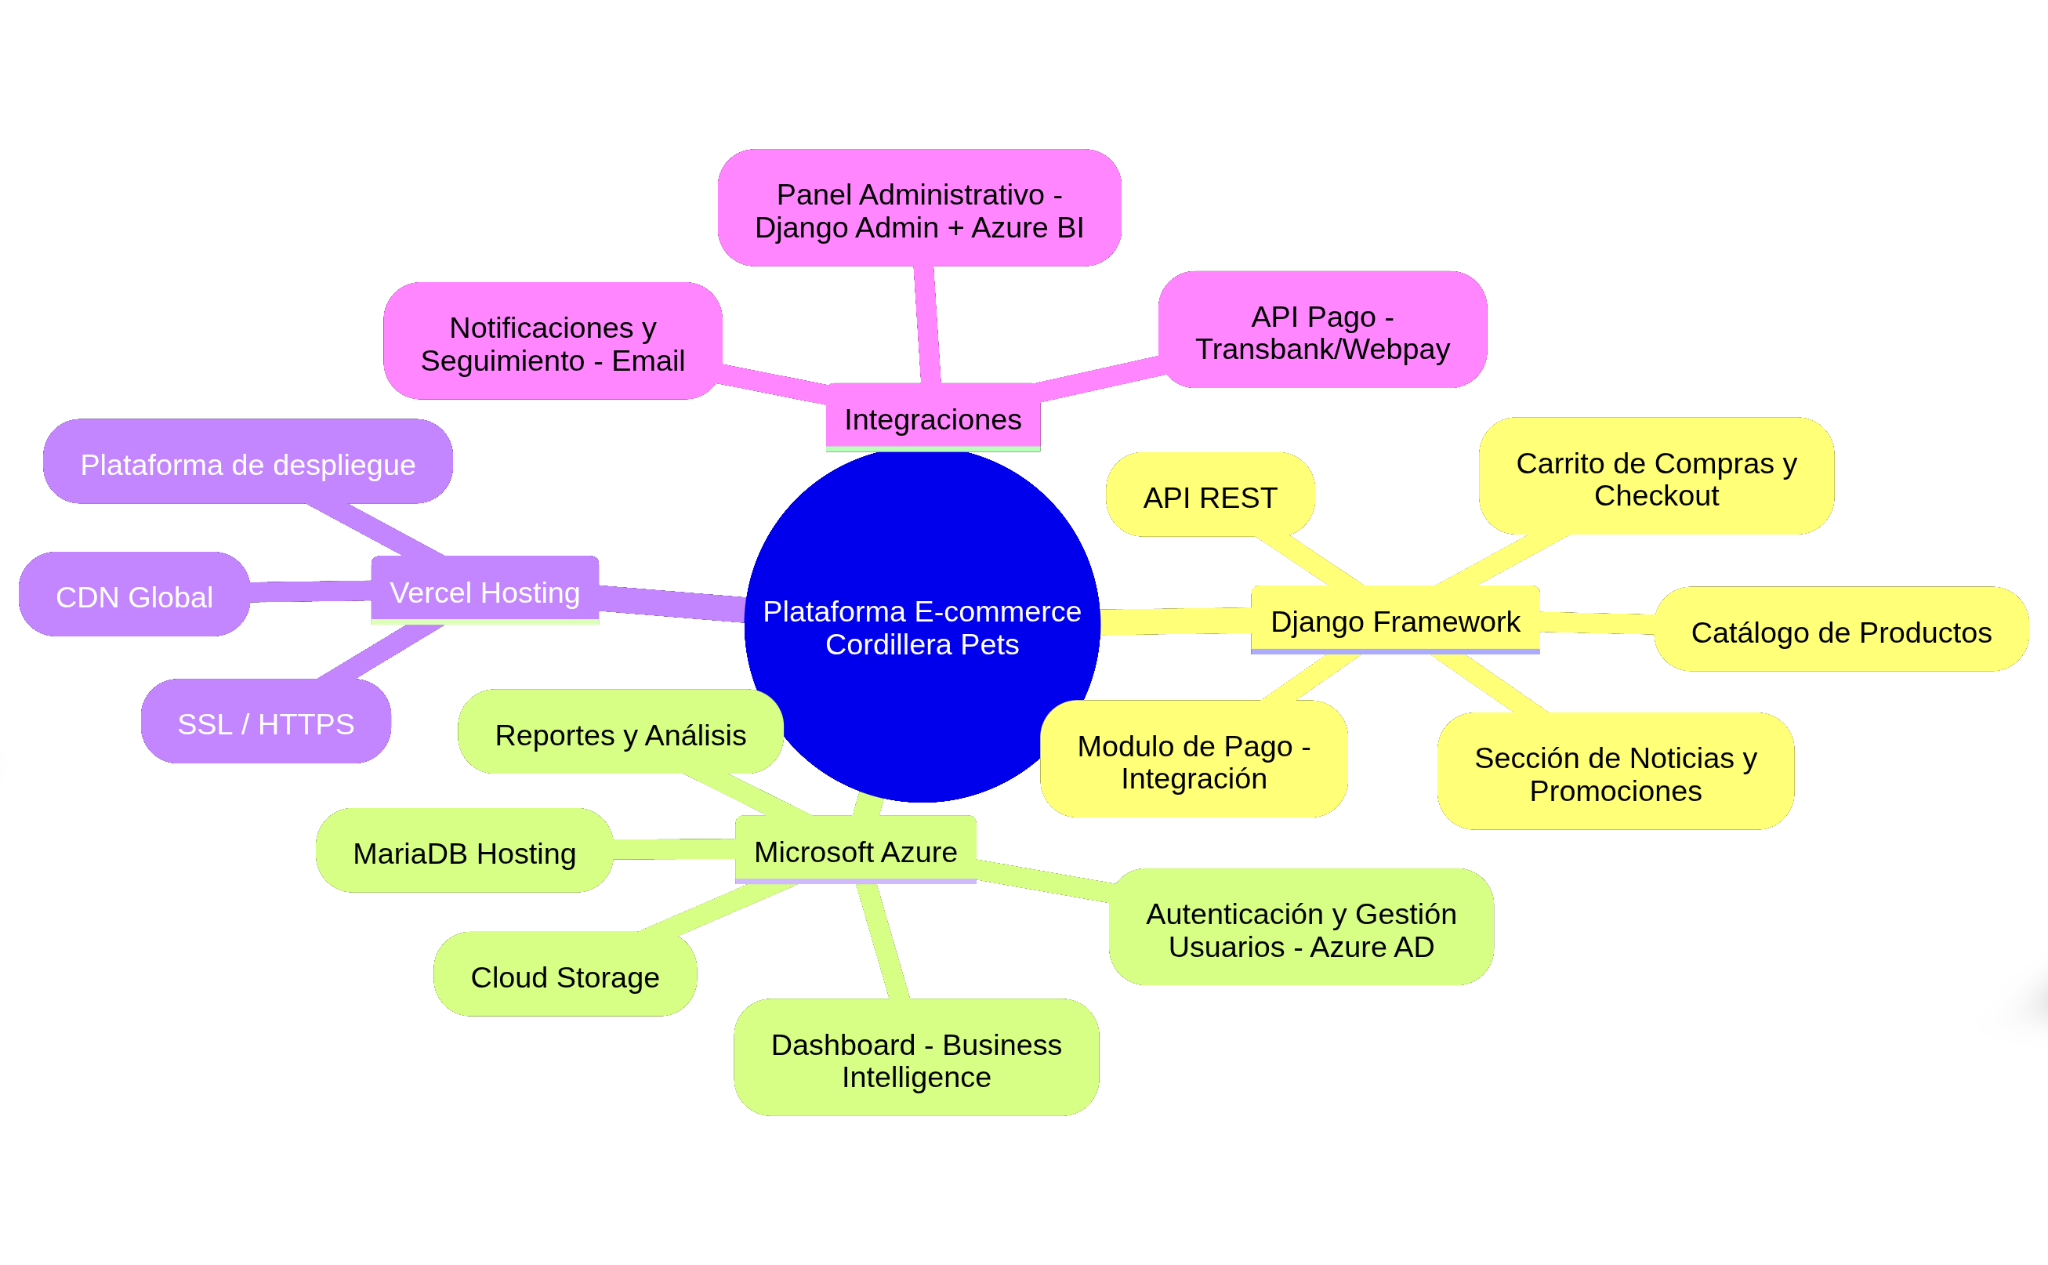 Panel Administrativo -
Django Admin + Azure BI
Notificaciones y
Seguimiento - Email
API Pago -
Transbank/Webpay
Integraciones
Plataforma de despliegue
CDN Global
Vercel Hosting
SSL / HTTPS
Plataforma E-commerce
Cordillera Pets
API REST
Carrito de Compras y
Checkout
Django Framework
Catálogo de Productos
Modulo de Pago -
Integración
Sección de Noticias y
Promociones
Reportes y Análisis
MariaDB Hosting
Microsoft Azure
Cloud Storage
Autenticación y Gestión
Usuarios - Azure AD
Dashboard - Business
Intelligence